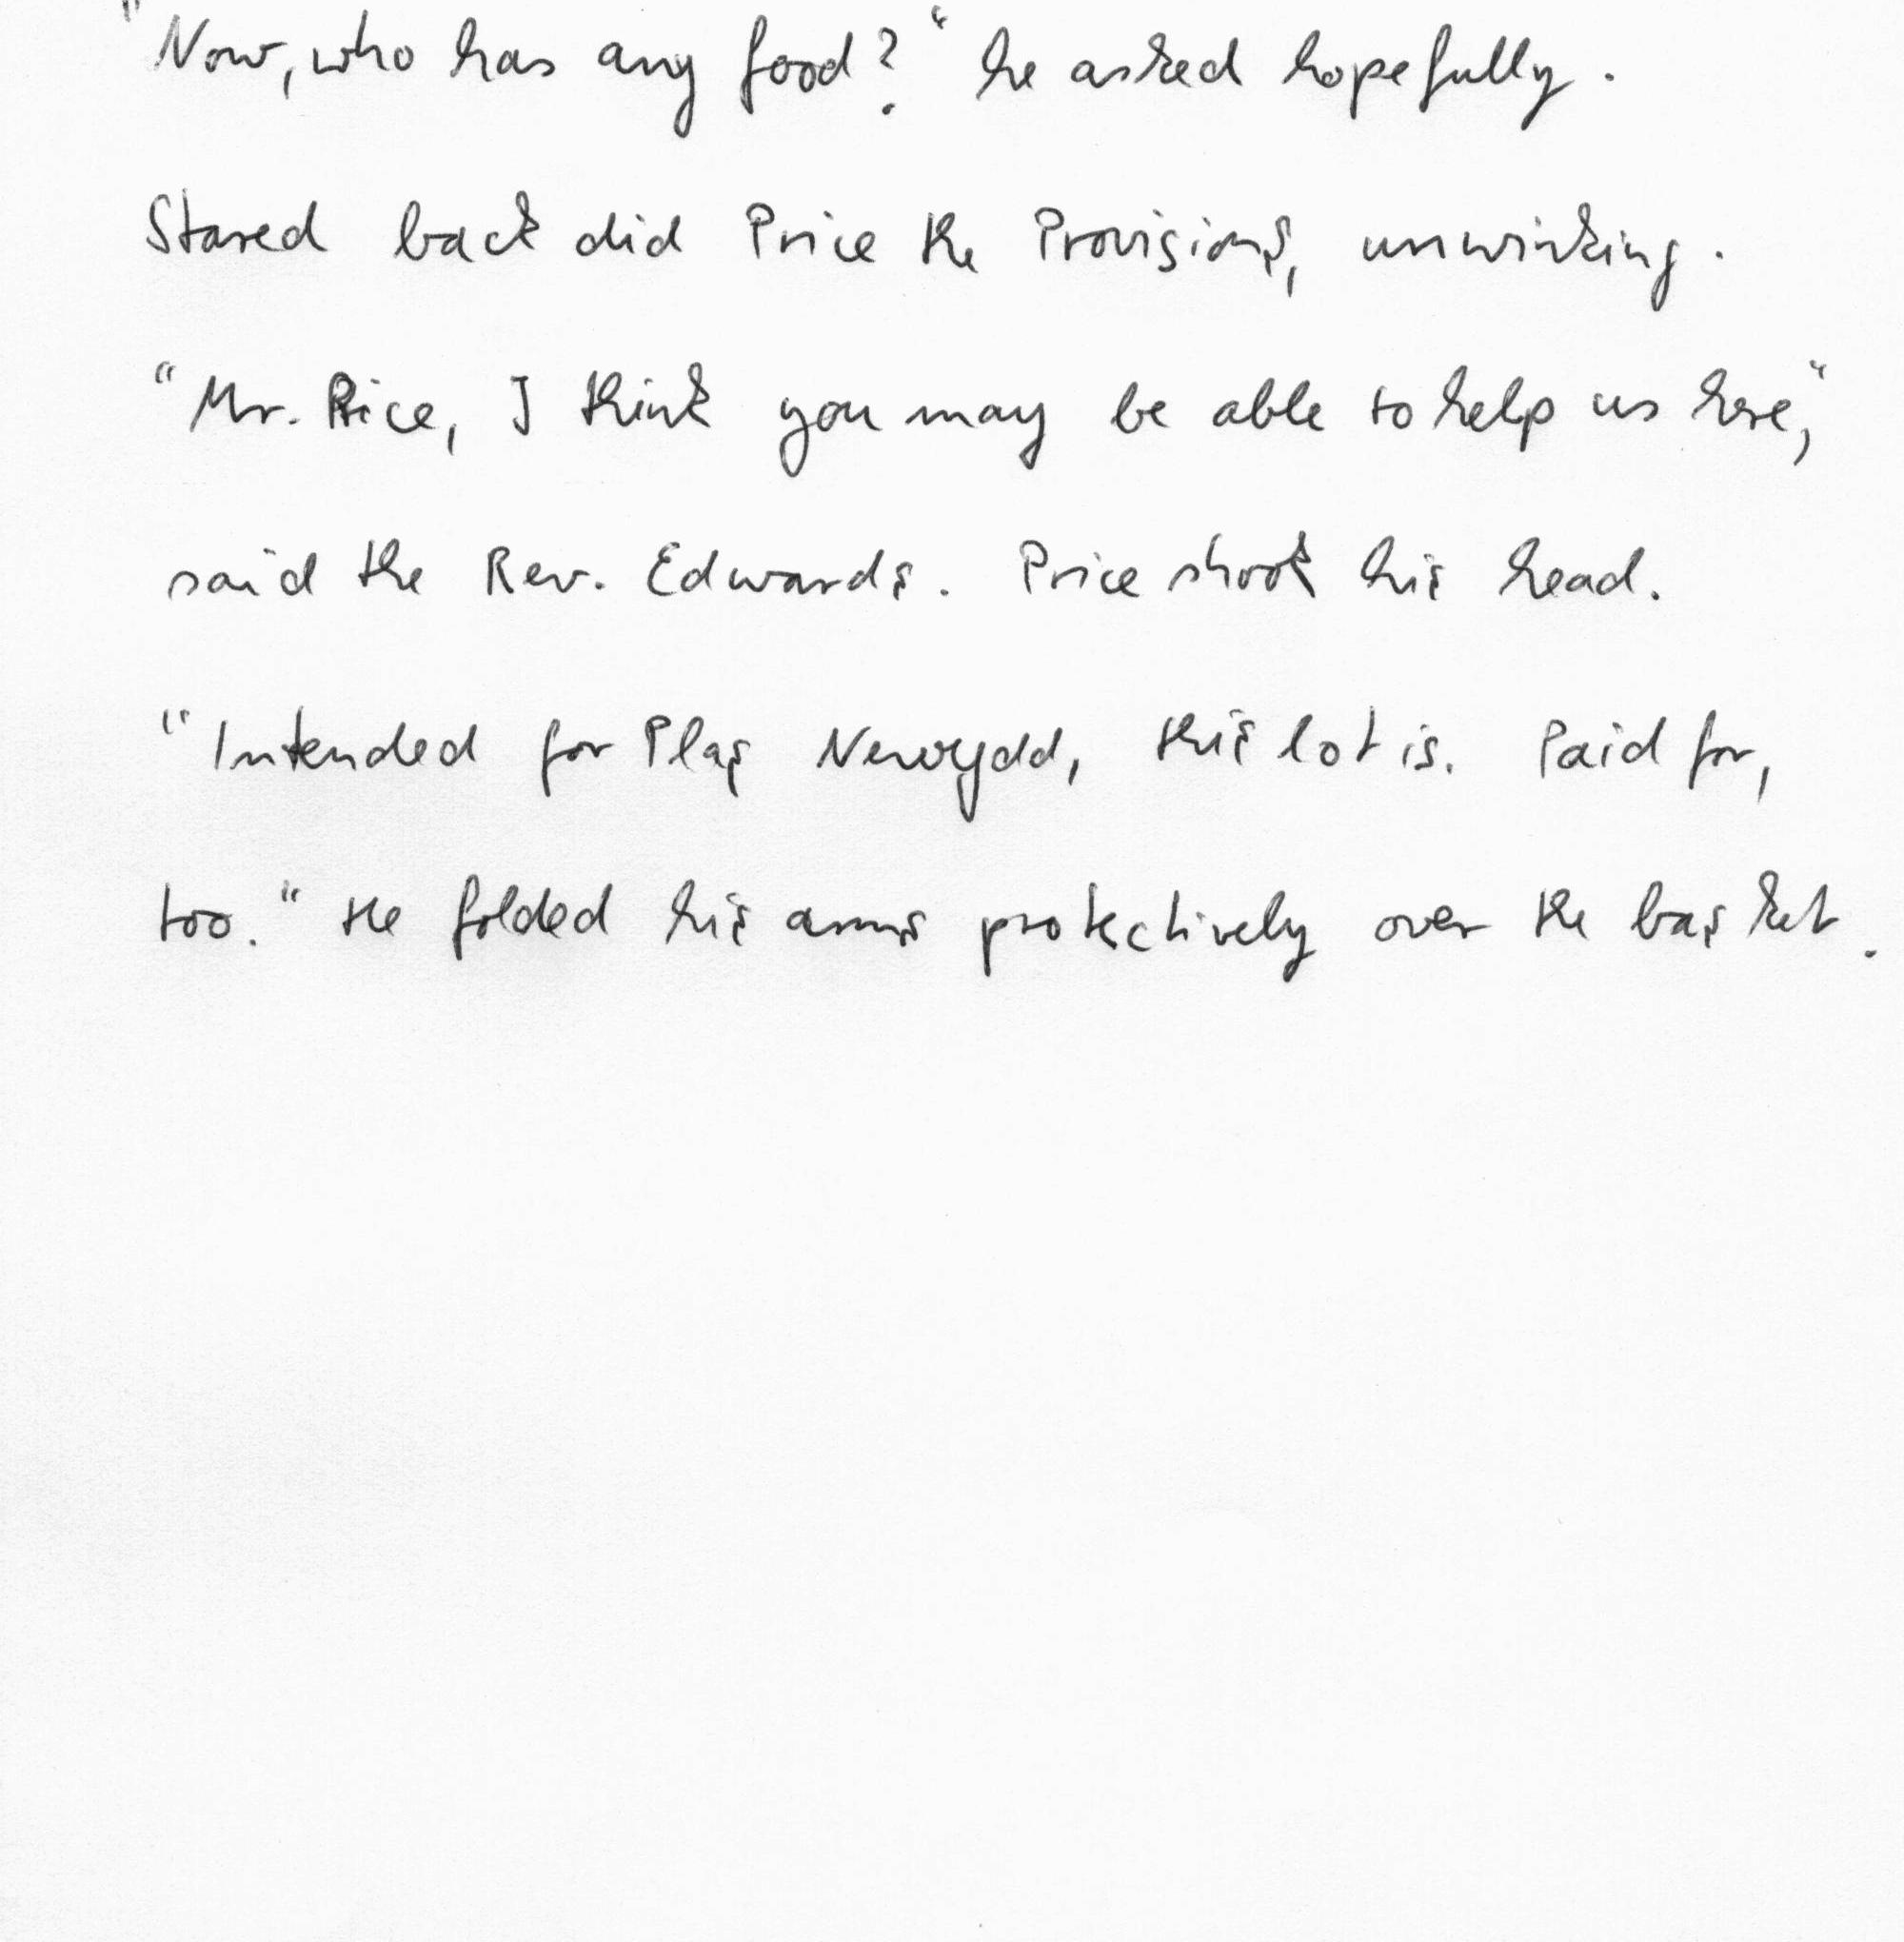 "Now, who has any food?" he asked hopefully.
Stared back did Price the Provisions, unwinking.
"Mr. Price, I think you may be able to help us here,"
said the Rev. Edwards. Price shook his head.
"Intended for Plas Newydd, this lot is. Paid for,
too." He folded his arms protectively over the basket.